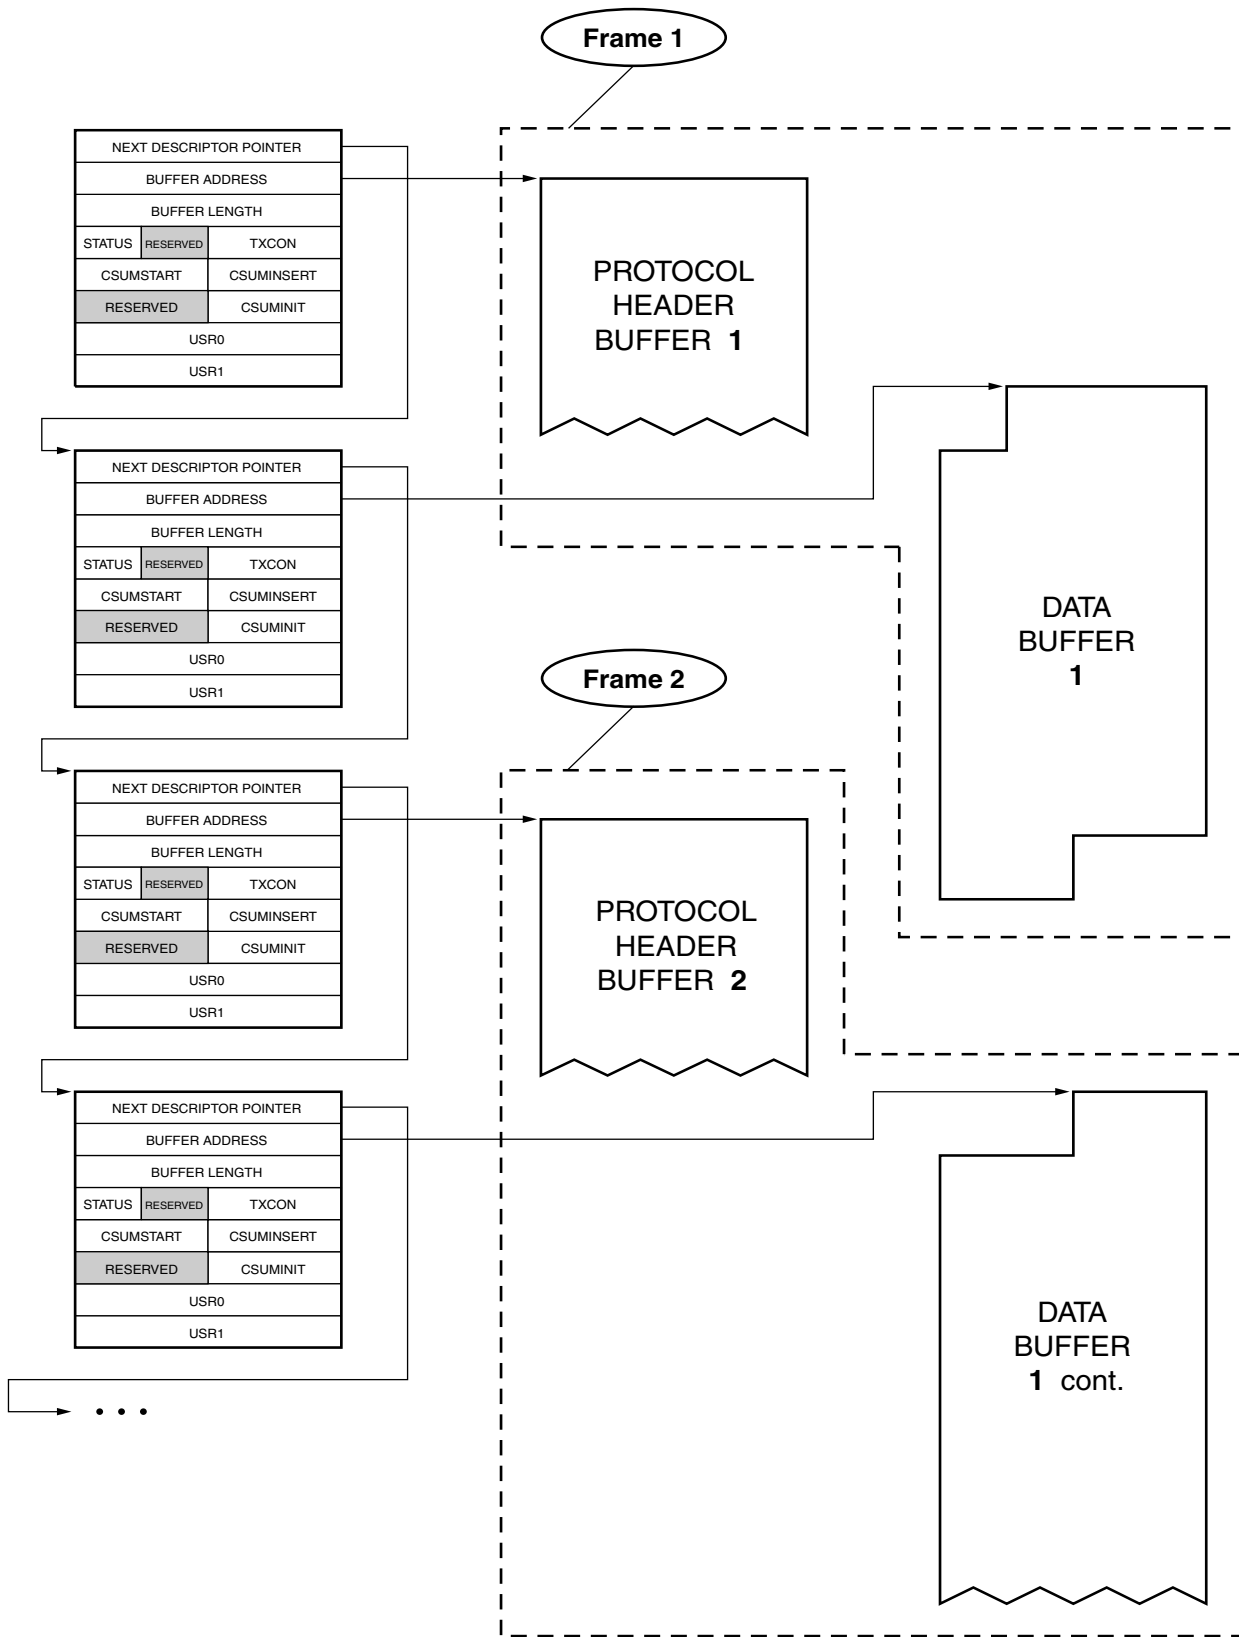 Frame 1
NEXT DESCRIPTOR POINTER
BUFFER ADDRESS
BUFFER LENGTH
STATUS RESERVED TXCON
CSUMSTART CSUMINSERT
RESERVED CSUMINIT
USR0
USR1
PROTOCOL
HEADER
BUFFER 1
NEXT DESCRIPTOR POINTER
BUFFER ADDRESS
BUFFER LENGTH
STATUS RESERVED TXCON
CSUMSTART CSUMINSERT
RESERVED CSUMINIT
USR0
USR1
DATA
BUFFER
1
Frame 2
NEXT DESCRIPTOR POINTER
BUFFER ADDRESS
BUFFER LENGTH
STATUS RESERVED TXCON
CSUMSTART CSUMINSERT
RESERVED CSUMINIT
USR0
USR1
PROTOCOL
HEADER
BUFFER 2
NEXT DESCRIPTOR POINTER
BUFFER ADDRESS
BUFFER LENGTH
STATUS RESERVED TXCON
CSUMSTART CSUMINSERT
RESERVED CSUMINIT
USR0
USR1
DATA
BUFFER
1 cont.
• • •